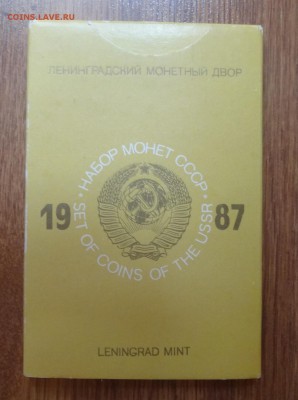 COINS.LAVE.RU
ЛЕНИНГРАДСКИЙ МОНЕТНЫЙ ДВОР
· НАБОР МОНЕТ СССР ·
19 87
SET OF COINS OF THE USSR
LENINGRAD MINT